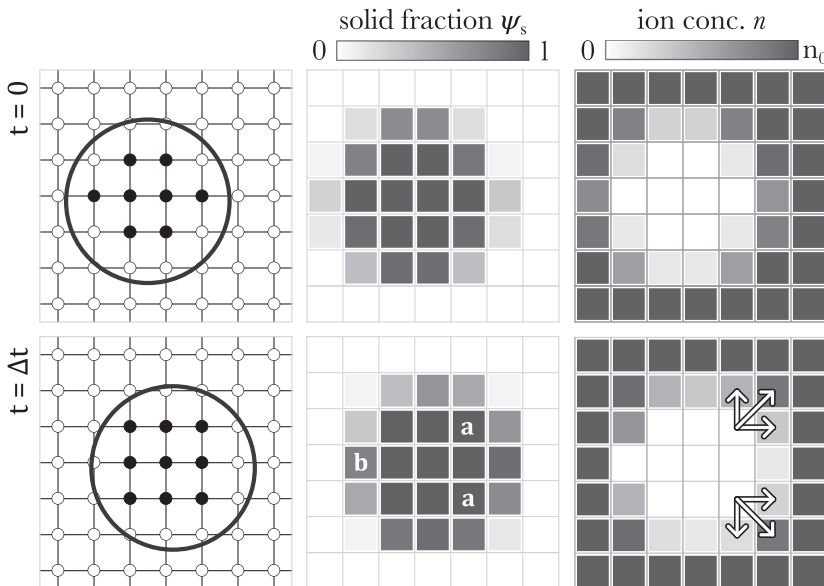 solid fraction ψs
0 1
ion conc. n
0 n0
t = 0
t = Δt
a
b
a